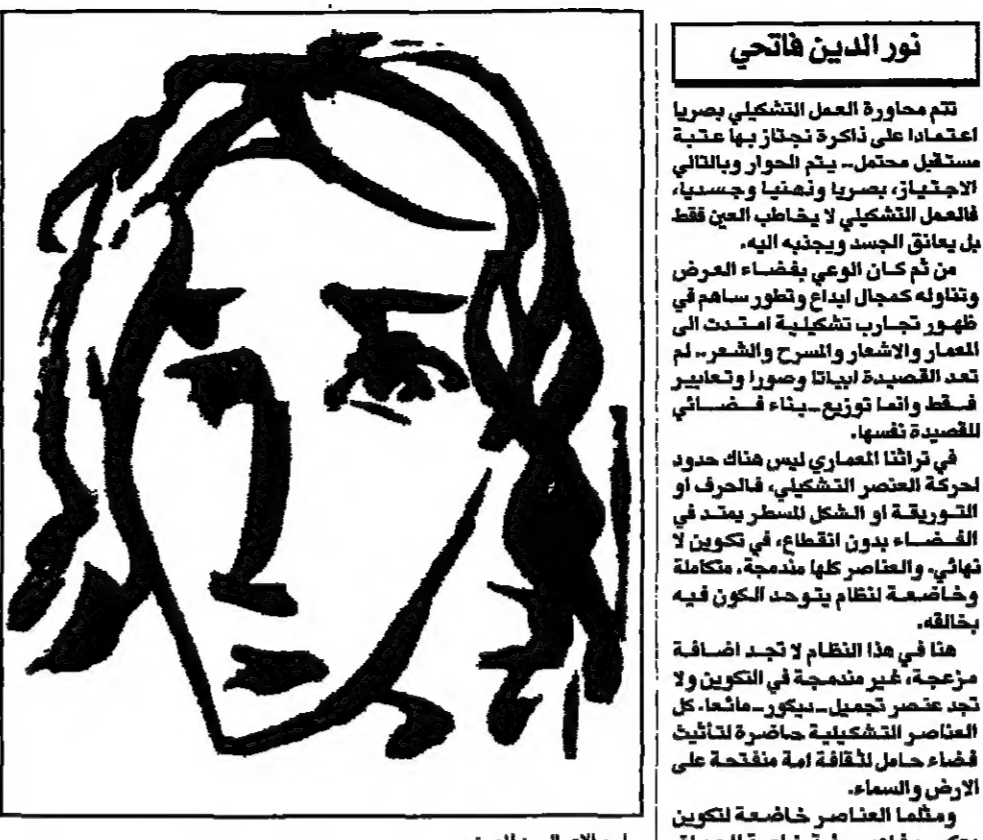 نور الدين فاتحي
تتم محاورة العمل التشكيلي بصريا
اعتمادا على ذاكرة نجتاز بها عتبة
مستقبل محتمل.. يتم الحوار وبالتالي
الاجتياز، بصريا وذهنيا وجسديا،
فالعمل التشكيلي لا يخاطب العين فقط
بل يعانق الجسد ويجذبه اليه.
من ثم كان الوعي بفضاء العرض
وتناوله كمجال ابداع وتطور ساهم في
ظهور تجارب تشكيلية امتدت الى
المعمار والاشعار والمسرح والشعر.. لم
تعد القصيدة ابياتا وصورا وتعابير
فقط وانما توزيع ـ بناء فضائي
للقصيدة نفسها.
في تراثنا المعماري ليس هناك حدود
لحركة العنصر التشكيلي، فالحرف او
التوريقة او الشكل المسطر يمتد في
الفضاء بدون انقطاع، في تكوين لا
نهائي. والعناصر كلها مندمجة، متكاملة
وخاضعة لنظام يتوحد الكون فيه
بخالقه.
هنا في هذا النظام لا تجد اضافة
مزعجة، غير مندمجة في التكوين ولا
تجد عنصر تجميل ـ ديكور ـ مائعا. كل
العناصر التشكيلية حاضرة لتأثيث
فضاء حامل لثقافة امة منفتحة على
الارض والسماء.
ومثلما العناصر خاضعة لتكوين